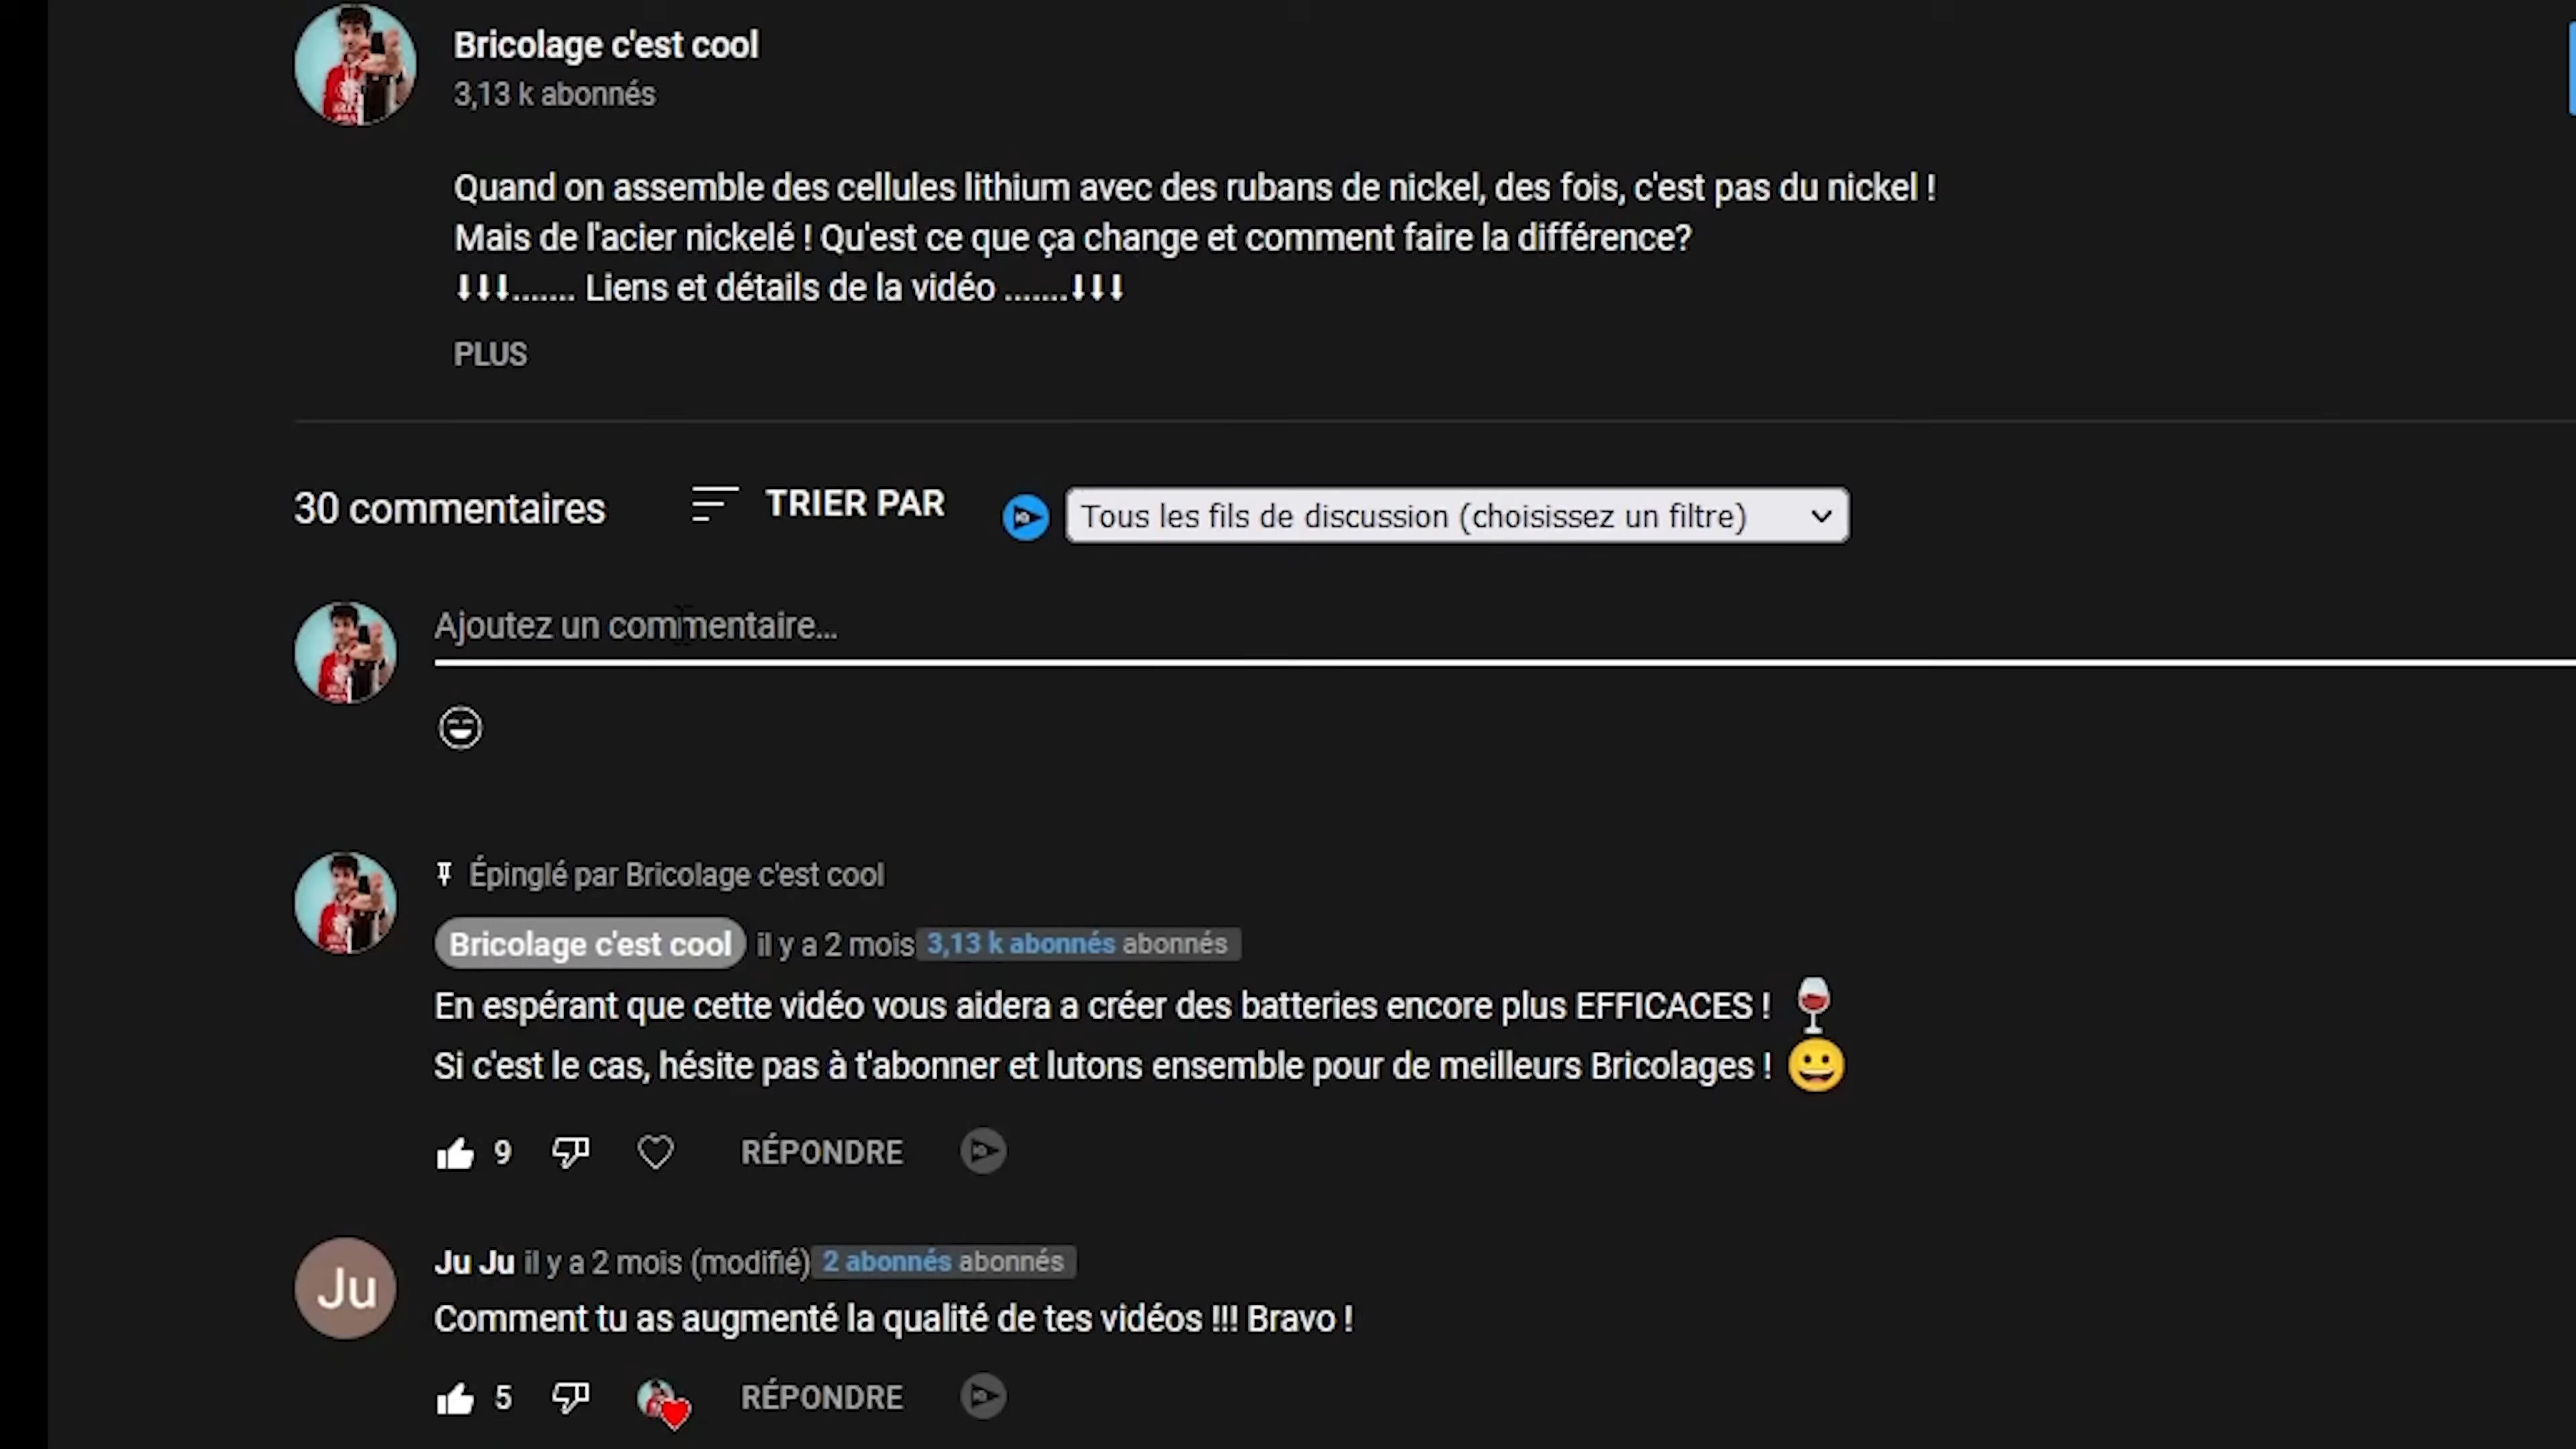 Bricolage c'est cool
3,13 k abonnés
Quand on assemble des cellules lithium avec des rubans de nickel, des fois, c'est pas du nickel !
Mais de l'acier nickelé ! Qu'est ce que ça change et comment faire la différence?
⬇⬇⬇....... Liens et détails de la vidéo .......⬇⬇⬇
PLUS
30 commentaires TRIER PAR Tous les fils de discussion (choisissez un filtre)
Ajoutez un commentaire...
Épinglé par Bricolage c'est cool
Bricolage c'est cool il y a 2 mois 3,13 k abonnés abonnés
En espérant que cette vidéo vous aidera a créer des batteries encore plus EFFICACES ! 🍷
Si c'est le cas, hésite pas à t'abonner et lutons ensemble pour de meilleurs Bricolages ! 😀
9 RÉPONDRE
Ju Ju Ju il y a 2 mois (modifié) 2 abonnés abonnés
Comment tu as augmenté la qualité de tes vidéos !!! Bravo !
5 RÉPONDRE